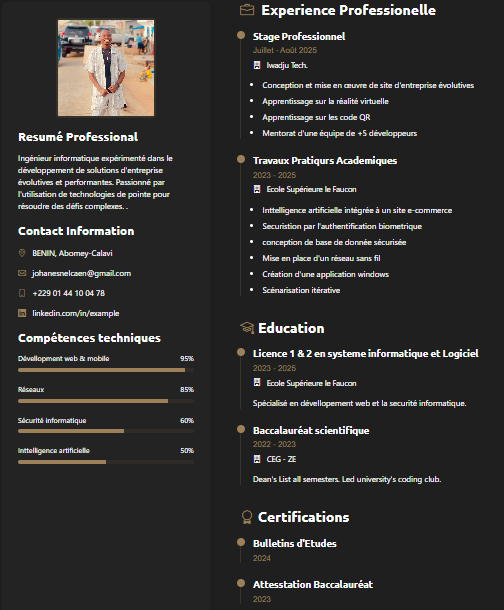 Resumé Professional
Ingénieur informatique expérimenté dans le
développement de solutions d'entreprise
évolutives et performantes. Passionné par
l'utilisation de technologies de pointe pour
résoudre des défis complexes. .
Contact Information
BENIN, Abomey-Calavi
johanesnelcaen@gmail.com
+229 01 44 10 04 78
linkedin.com/in/example
Compétences techniques
Dévellopment web & mobile 95%
Réseaux 85%
Sécurité informatique 60%
Inttelligence artificielle 50%
Experience Professionelle
Stage Professionnel
Juillet - Août 2025
Iwadju Tech.
Conception et mise en œuvre de site d'entreprise évolutives
Apprentissage sur la réalité virtuelle
Apprentissage sur les code QR
Mentorat d'une équipe de +5 développeurs
Travaux Pratiqurs Academiques
2023 - 2025
Ecole Supérieure le Faucon
Inttelligence artificielle intégrée à un site e-commerce
Securistion par l'authentification biometrique
conception de base de donnée sécurisée
Mise en place d'un réseau sans fil
Création d'une application windows
Scénarisation itérative
Education
Licence 1 & 2 en systeme informatique et Logiciel
2023 - 2025
Ecole Supérieure le Faucon
Spécialisé en dévellopement web et la securité informatique.
Baccalauréat scientifique
2022 - 2023
CEG - ZE
Dean's List all semesters. Led university's coding club.
Certifications
Bulletins d'Etudes
2024
Attesstation Baccalauréat
2023